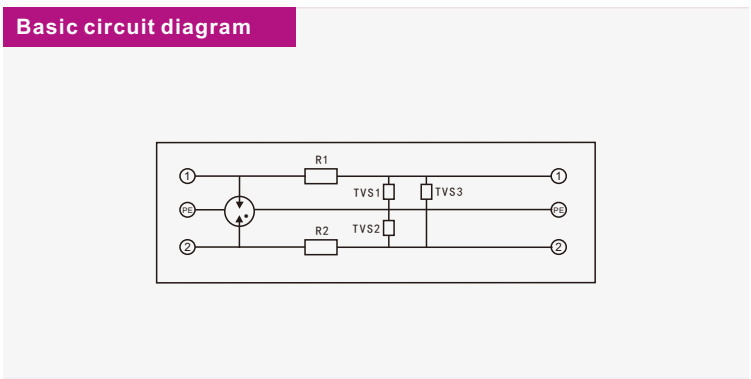 Basic circuit diagram
R1
1 1
TVS1 TVS3
PE PE
TVS2
R2
2 2